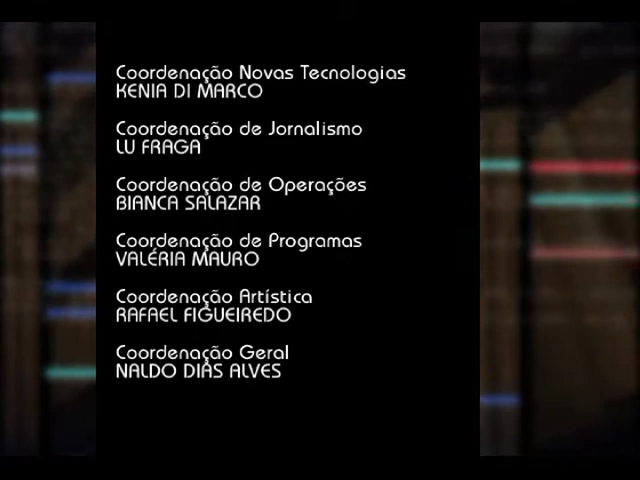 Coordenação Novas Tecnologias
KENIA DI MARCO
Coordenação de Jornalismo
LU FRAGA
Coordenação de Operações
BIANCA SALAZAR
Coordenação de Programas
VALÉRIA MAURO
Coordenação Artística
RAFAEL FIGUEIREDO
Coordenação Geral
NALDO DIAS ALVES